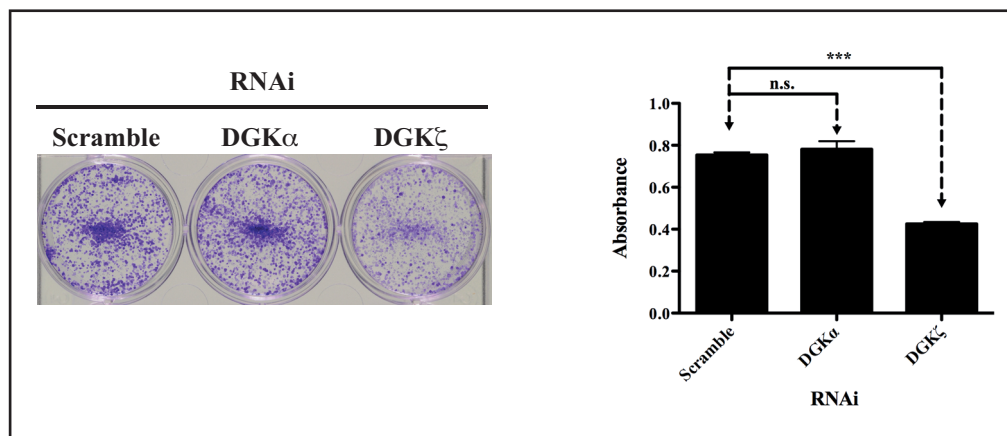 RNAi
Scramble DGKα DGKζ
***
n.s.
1.0
0.8
0.6
0.4
0.2
0.0
Absorbance
Scramble
DGKα
DGKζ
RNAi